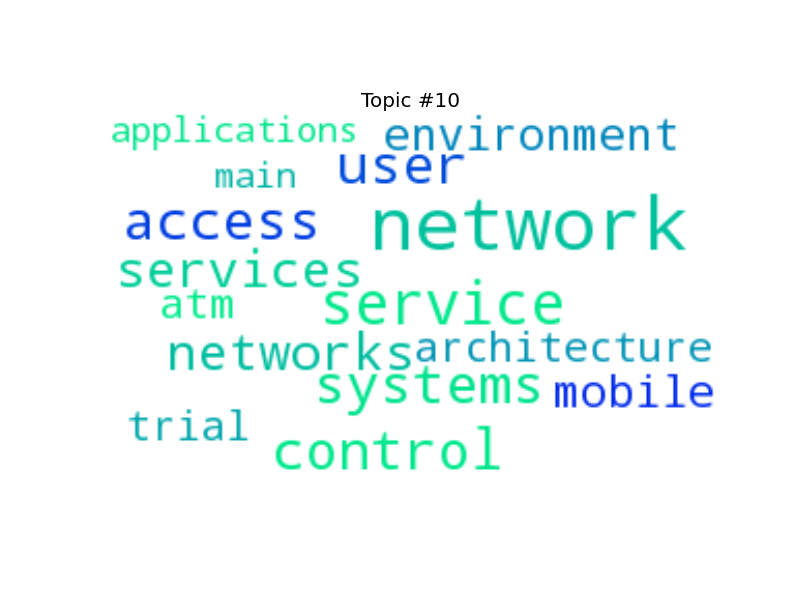 Topic #10
applications environment
main user
access network
services
atm service
networks architecture
systems mobile
trial
control